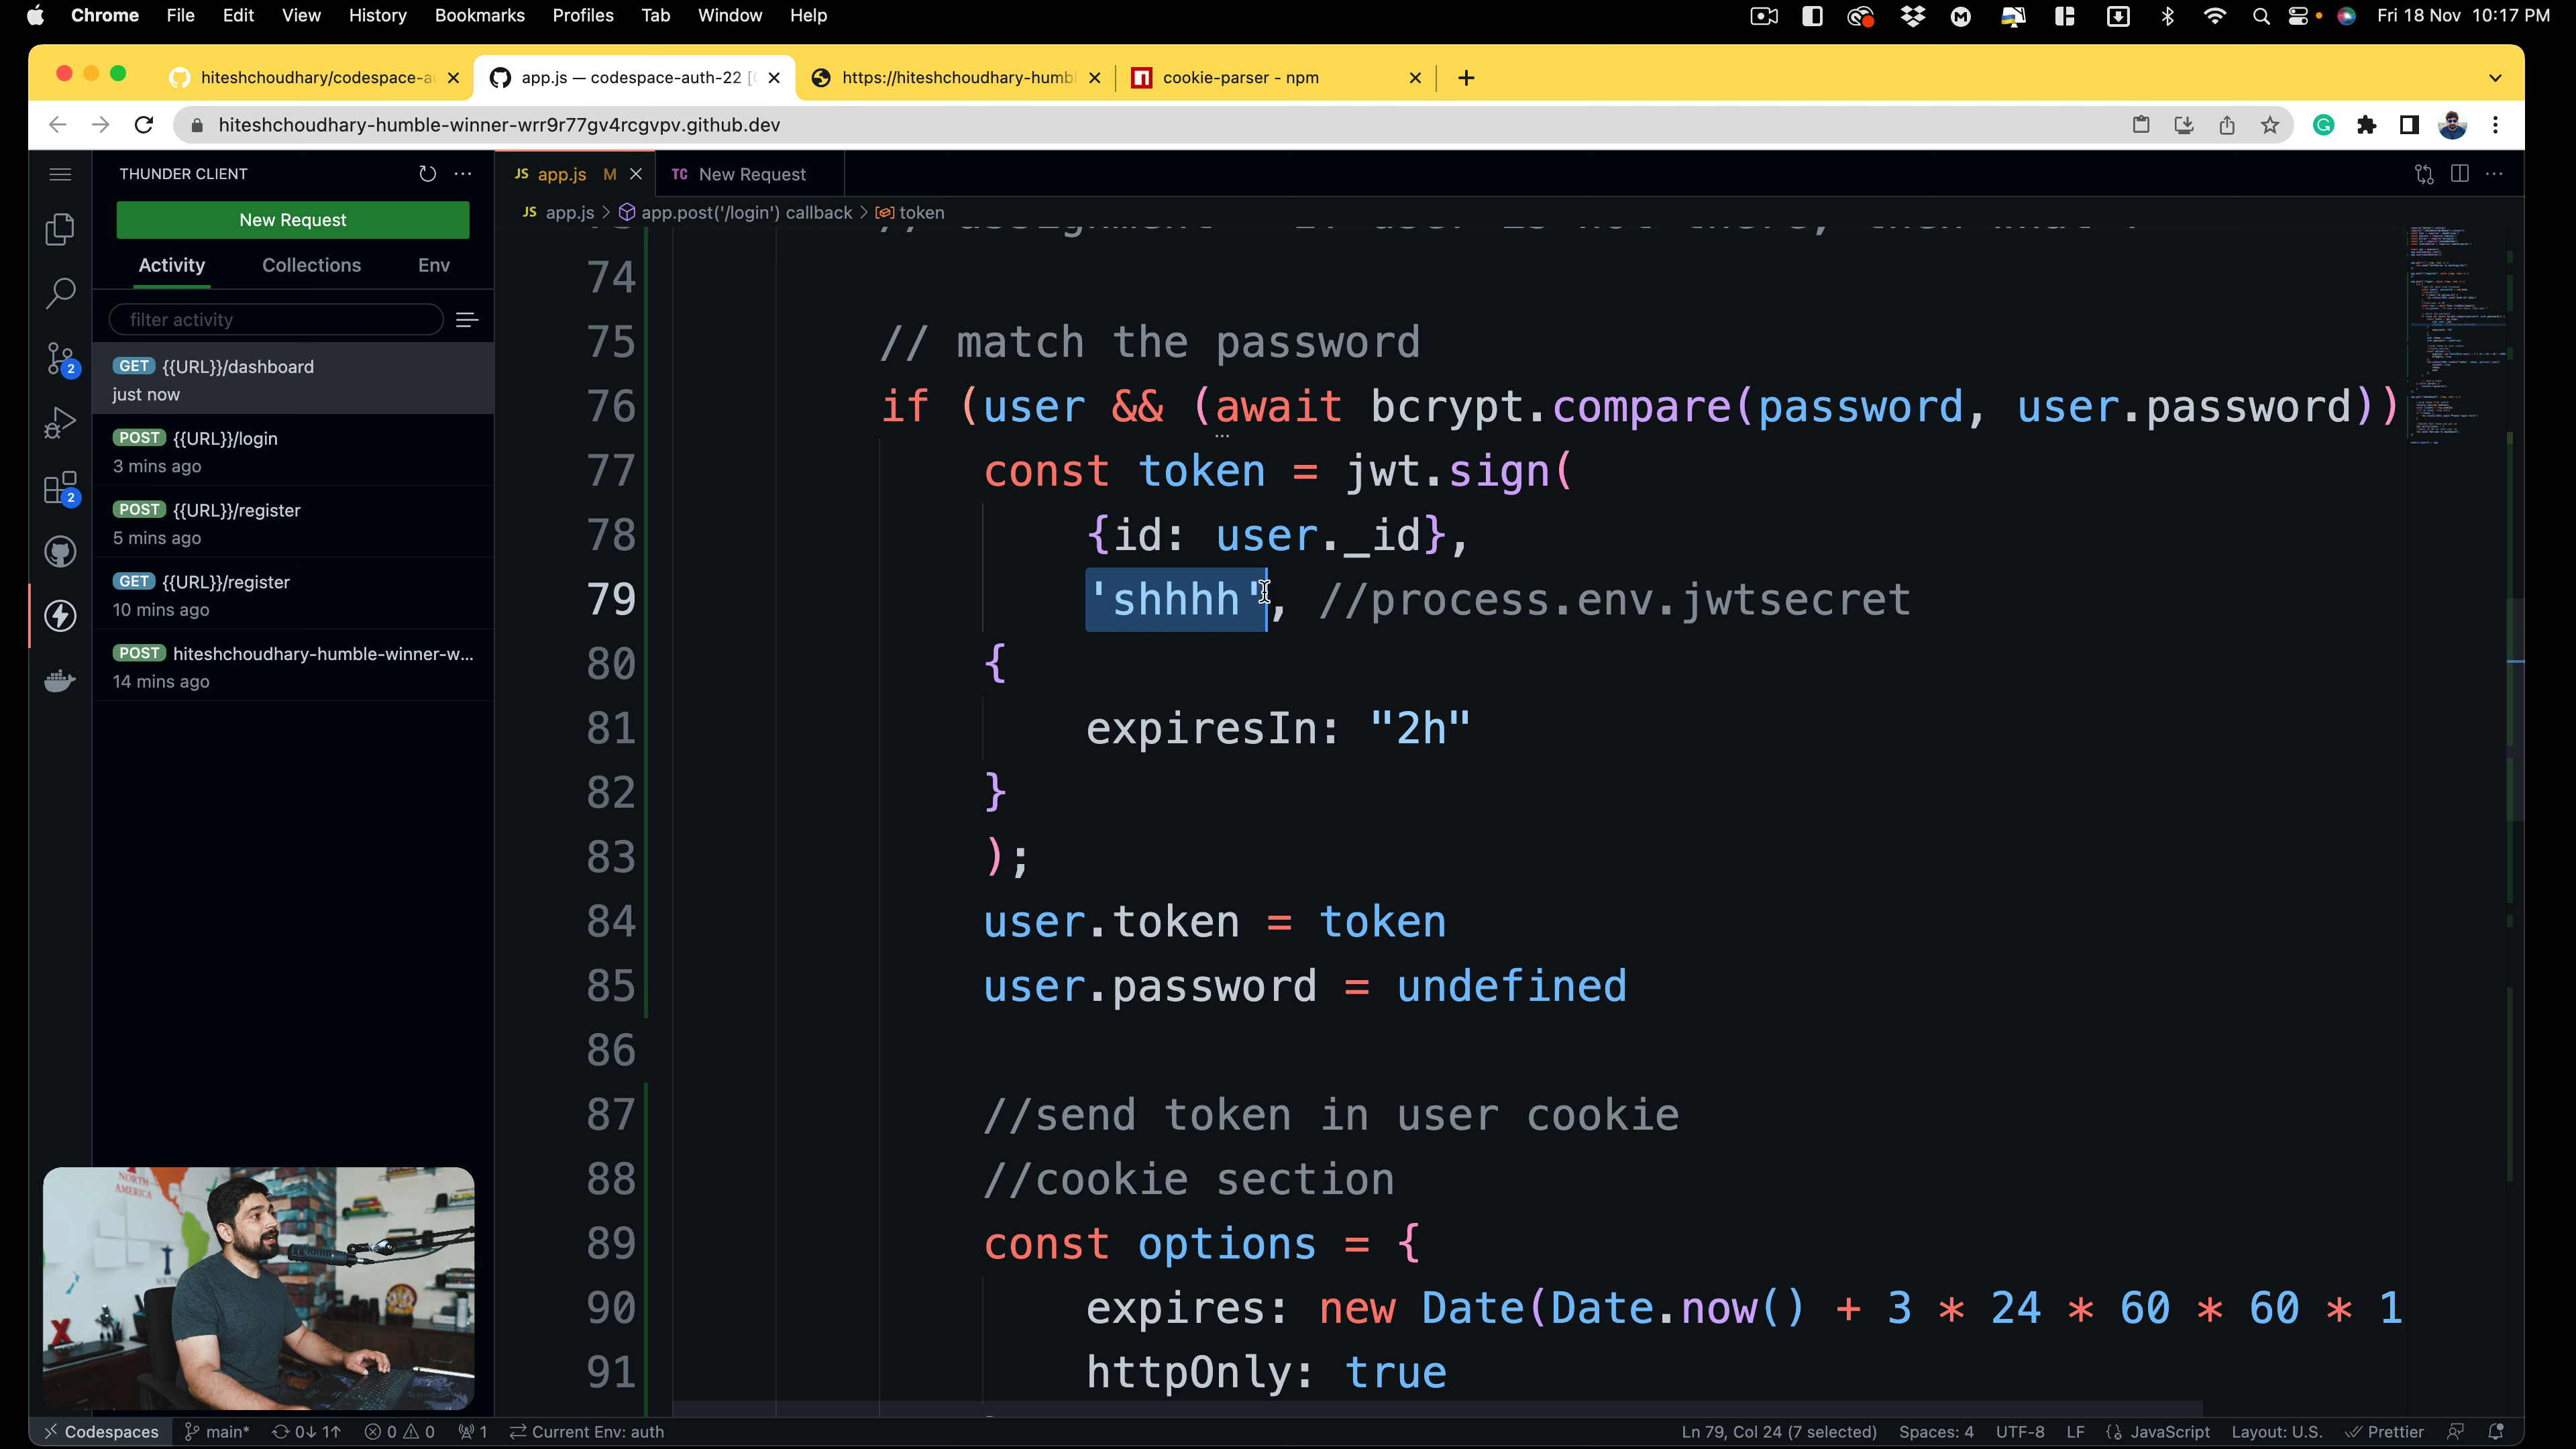 Chrome File Edit View History Bookmarks Profiles Tab Window Help Fri 18 Nov 10:17 PM
hiteshchoudhary/codespace-a
app.js — codespace-auth-22 [
https://hiteshchoudhary-humb
cookie-parser - npm
hiteshchoudhary-humble-winner-wrr9r77gv4rcgvpv.github.dev
THUNDER CLIENT
New Request
Activity Collections Env
filter activity
GET {{URL}}/dashboard
just now
POST {{URL}}/login
3 mins ago
POST {{URL}}/register
5 mins ago
GET {{URL}}/register
10 mins ago
POST hiteshchoudhary-humble-winner-w...
14 mins ago
2
2
JS app.js M
TC New Request
JS app.js > app.post('/login') callback > token
74
75 // match the password
76 if (user && (await bcrypt.compare(password, user.password))
77 const token = jwt.sign(
78 {id: user._id},
79 'shhhh', //process.env.jwtsecret
80 {
81 expiresIn: "2h"
82 }
83 );
84 user.token = token
85 user.password = undefined
86
87 //send token in user cookie
88 //cookie section
89 const options = {
90 expires: new Date(Date.now() + 3 * 24 * 60 * 60 * 1
91 httpOnly: true
NORTH AMERICA
Codespaces main* 0↓ 1↑ 0 0 1 Current Env: auth
Ln 79, Col 24 (7 selected) Spaces: 4 UTF-8 LF JavaScript Layout: U.S. Prettier